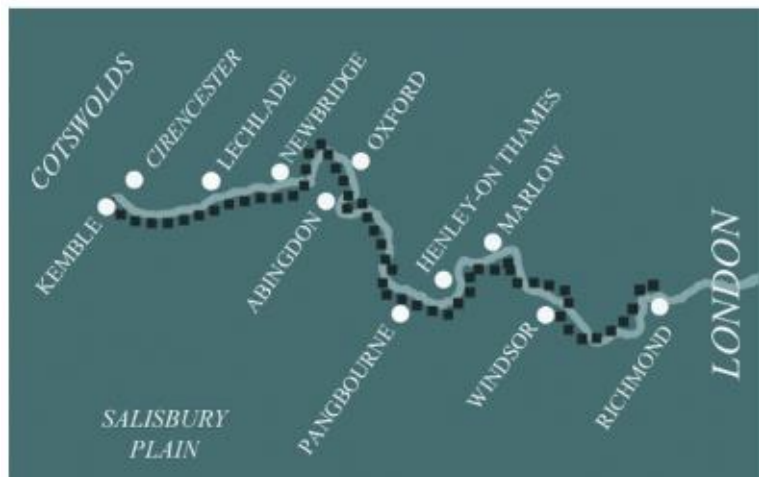 COTSWOLDS
CIRENCESTER
LECHLADE
NEWBRIDGE
OXFORD
KEMBLE
ABINGDON
HENLEY-ON THAMES
MARLOW
PANGBOURNE
WINDSOR
RICHMOND
LONDON
SALISBURY
PLAIN